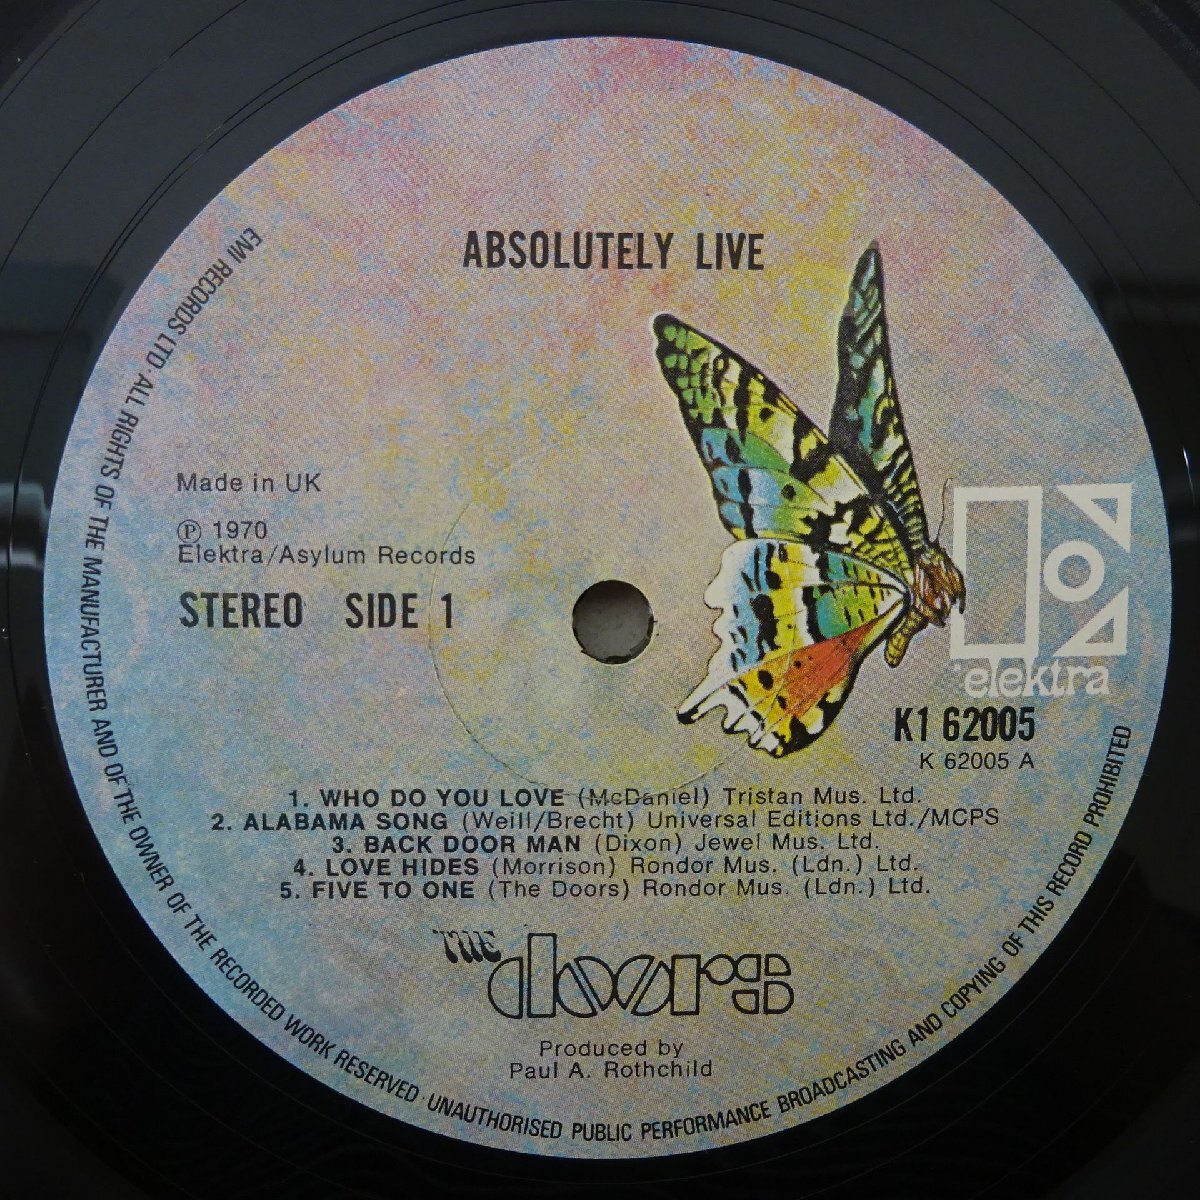 ABSOLUTELY LIVE
Made in UK
Ⓟ 1970
Elektra/Asylum Records
STEREO SIDE 1
elektra
K1 62005
K 62005 A
1. WHO DO YOU LOVE (McDaniel) Tristan Mus. Ltd.
2. ALABAMA SONG (Weill/Brecht) Universal Editions Ltd./MCPS
3. BACK DOOR MAN (Dixon) Jewel Mus. Ltd.
4. LOVE HIDES (Morrison) Rondor Mus. (Ldn.) Ltd.
5. FIVE TO ONE (The Doors) Rondor Mus. (Ldn.) Ltd.
THE DOORS
Produced by
Paul A. Rothchild
EMI RECORDS LTD · ALL RIGHTS OF THE MANUFACTURER AND OF THE OWNER OF THE RECORDED WORK RESERVED · UNAUTHORISED PUBLIC PERFORMANCE BROADCASTING AND COPYING OF THIS RECORD PROHIBITED